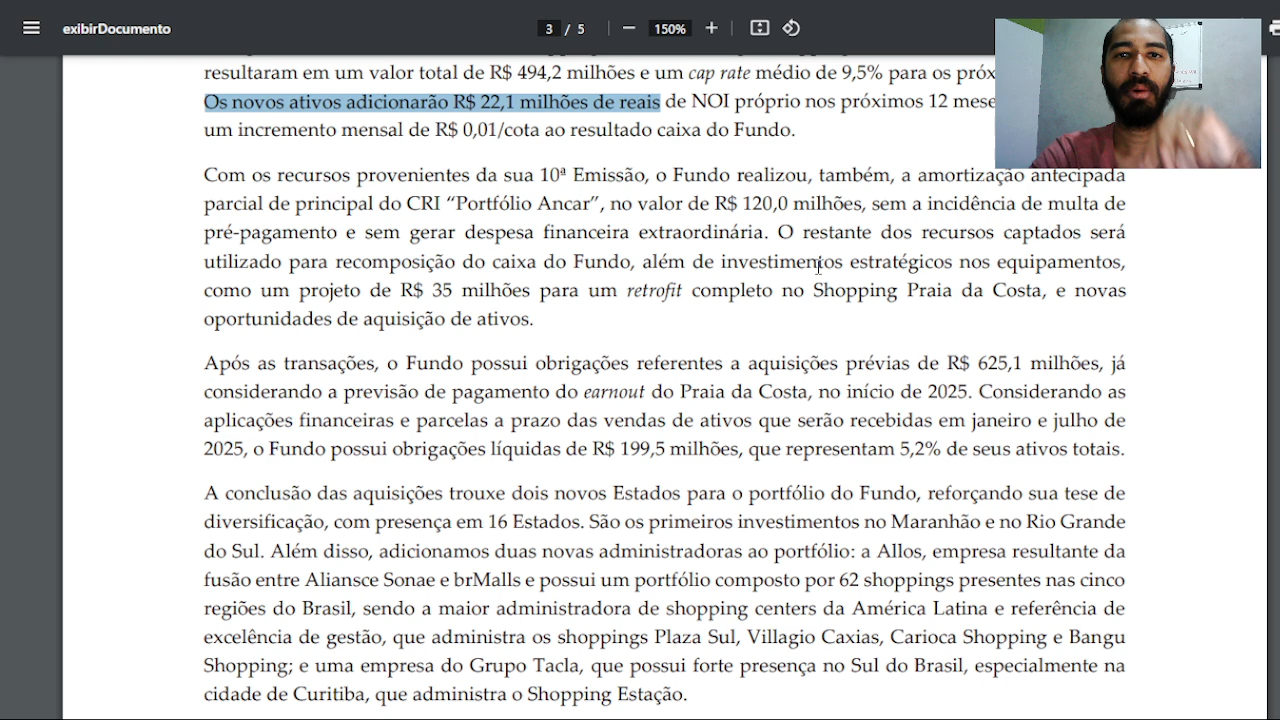 exibirDocumento
3 / 5
150%
resultaram em um valor total de R$ 494,2 milhões e um cap rate médio de 9,5% para os
Os novos ativos adicionarão R$ 22,1 milhões de reais de NOI próprio nos próximos 12
um incremento mensal de R$ 0,01/cota ao resultado caixa do Fundo.
Com os recursos provenientes da sua 10ª Emissão, o Fundo realizou, também, a amortização antecipada
parcial de principal do CRI “Portfólio Ancar”, no valor de R$ 120,0 milhões, sem a incidência de multa de
pré-pagamento e sem gerar despesa financeira extraordinária. O restante dos recursos captados será
utilizado para recomposição do caixa do Fundo, além de investimentos estratégicos nos equipamentos,
como um projeto de R$ 35 milhões para um retrofit completo no Shopping Praia da Costa, e novas
oportunidades de aquisição de ativos.
Após as transações, o Fundo possui obrigações referentes a aquisições prévias de R$ 625,1 milhões, já
considerando a previsão de pagamento do earnout do Praia da Costa, no início de 2025. Considerando as
aplicações financeiras e parcelas a prazo das vendas de ativos que serão recebidas em janeiro e julho de
2025, o Fundo possui obrigações líquidas de R$ 199,5 milhões, que representam 5,2% de seus ativos totais.
A conclusão das aquisições trouxe dois novos Estados para o portfólio do Fundo, reforçando sua tese de
diversificação, com presença em 16 Estados. São os primeiros investimentos no Maranhão e no Rio Grande
do Sul. Além disso, adicionamos duas novas administradoras ao portfólio: a Allos, empresa resultante da
fusão entre Aliansce Sonae e brMalls e possui um portfólio composto por 62 shoppings presentes nas cinco
regiões do Brasil, sendo a maior administradora de shopping centers da América Latina e referência de
excelência de gestão, que administra os shoppings Plaza Sul, Villagio Caxias, Carioca Shopping e Bangu
Shopping; e uma empresa do Grupo Tacla, que possui forte presença no Sul do Brasil, especialmente na
cidade de Curitiba, que administra o Shopping Estação.